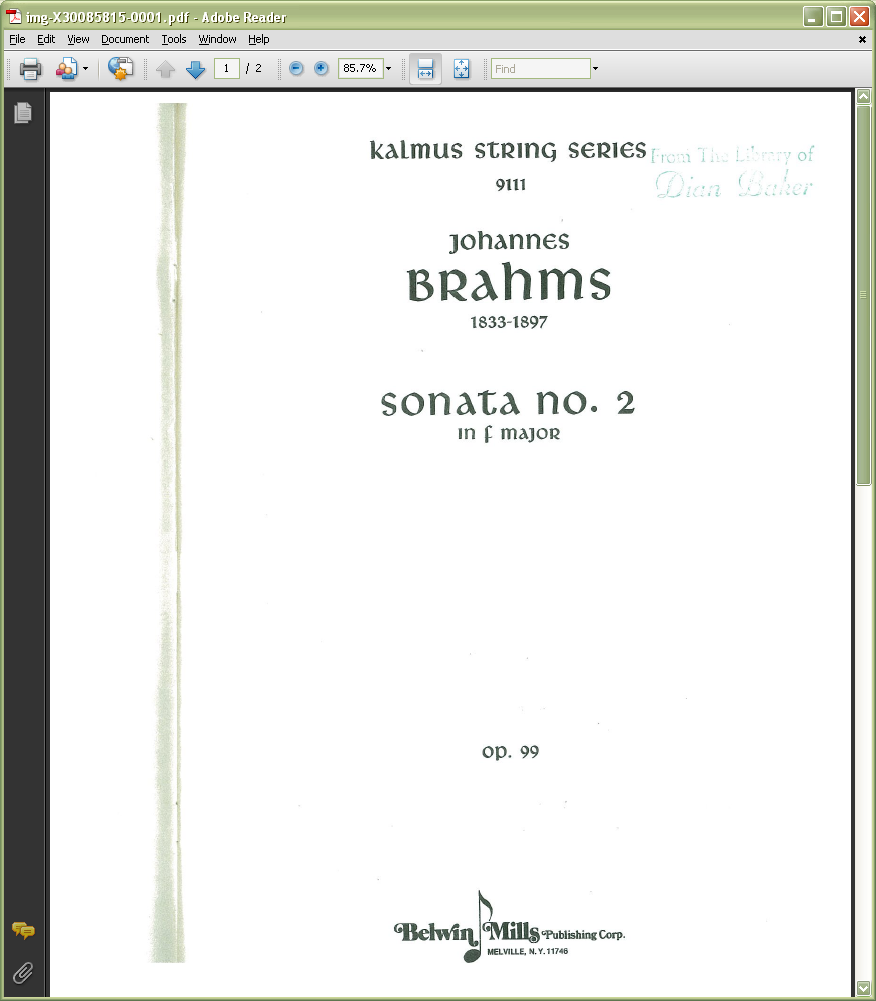 img-X30085815-0001.pdf - Adobe Reader
File Edit View Document Tools Window Help
1 / 2 85.7% Find
Kalmus String Series
9111
From The Library of
Dian Baker
Johannes
Brahms
1833-1897
Sonata No. 2
in F Major
Op. 99
Belwin Mills Publishing Corp.
MELVILLE, N.Y. 11746